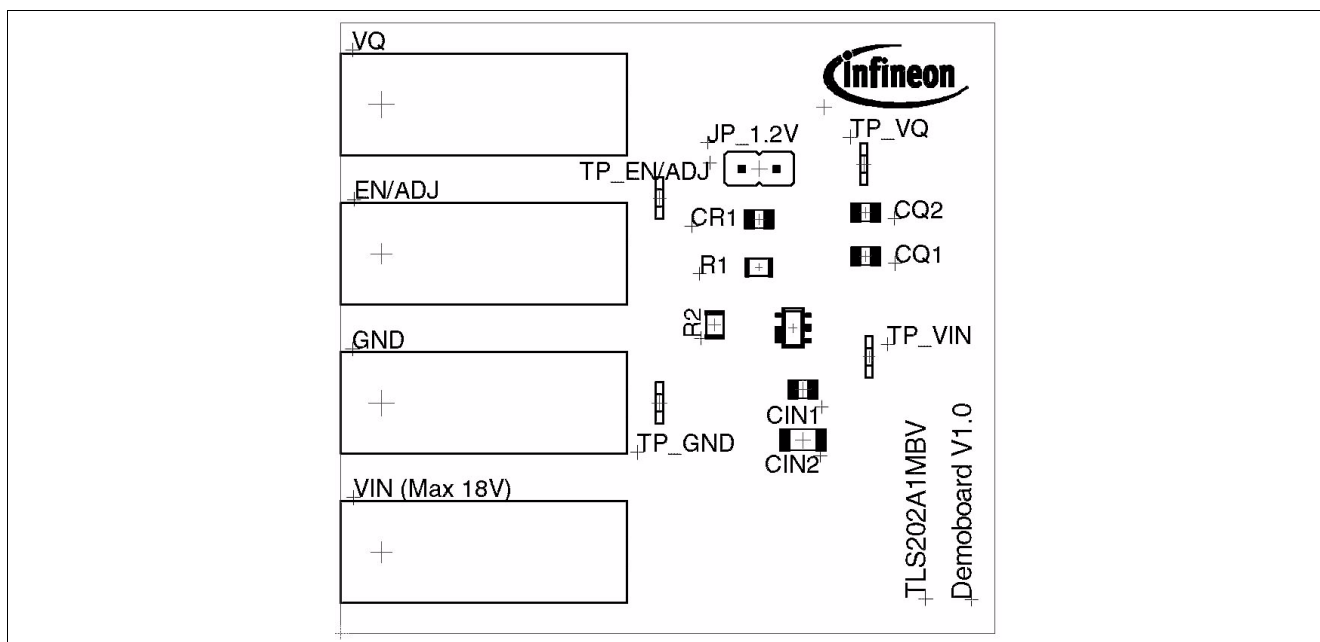 VQ
infineon
JP_1.2V
TP_VQ
TP_EN/ADJ
EN/ADJ
CR1
CQ2
R1
CQ1
R2
GND
TP_VIN
CIN1
TP_GND
CIN2
VIN (Max 18V)
TLS202A1MBV
Demoboard V1.0